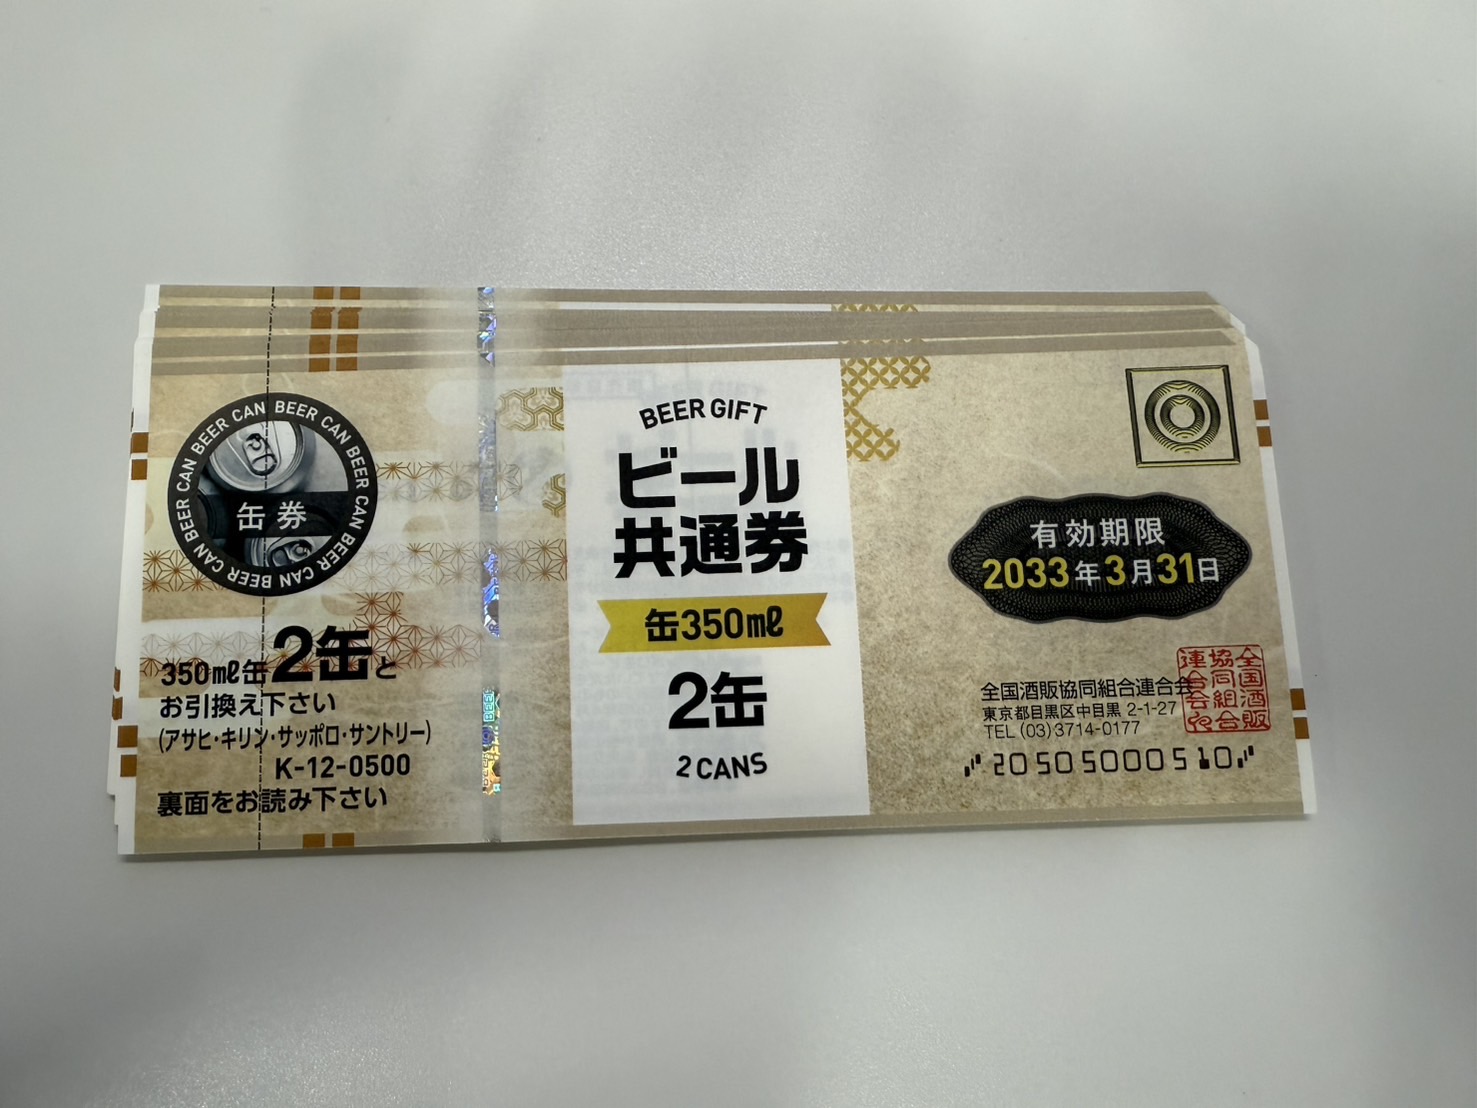 BEER CAN BEER CAN BEER CAN BEER CAN BEER CAN BEER CAN
缶券
350㎖缶2缶と
お引換え下さい
(アサヒ・キリン・サッポロ・サントリー)
K-12-0500
裏面をお読み下さい
BEER GIFT
ビール
共通券
缶350㎖
2缶
2 CANS
有効期限
2033年3月31日
全国酒販協同組合連合会
東京都目黒区中目黒 2-1-27
TEL (03)3714-0177
20505000510
全国酒販
協同組合
連合会